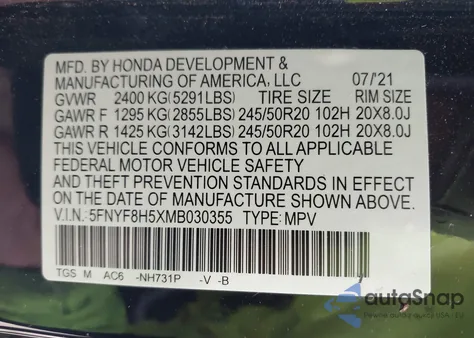 MFD. BY HONDA DEVELOPMENT &
MANUFACTURING OF AMERICA, LLC 07/'21
GVWR 2400 KG(5291LBS) TIRE SIZE RIM SIZE
GAWR F 1295 KG(2855LBS) 245/50R20 102H 20X8.0J
GAWR R 1425 KG(3142LBS) 245/50R20 102H 20X8.0J
THIS VEHICLE CONFORMS TO ALL APPLICABLE
FEDERAL MOTOR VEHICLE SAFETY
AND THEFT PREVENTION STANDARDS IN EFFECT
ON THE DATE OF MANUFACTURE SHOWN ABOVE.
V.I.N.:5FNYF8H5XMB030355 TYPE:MPV
TGS M AC6 -NH731P -V -B
autoSnap